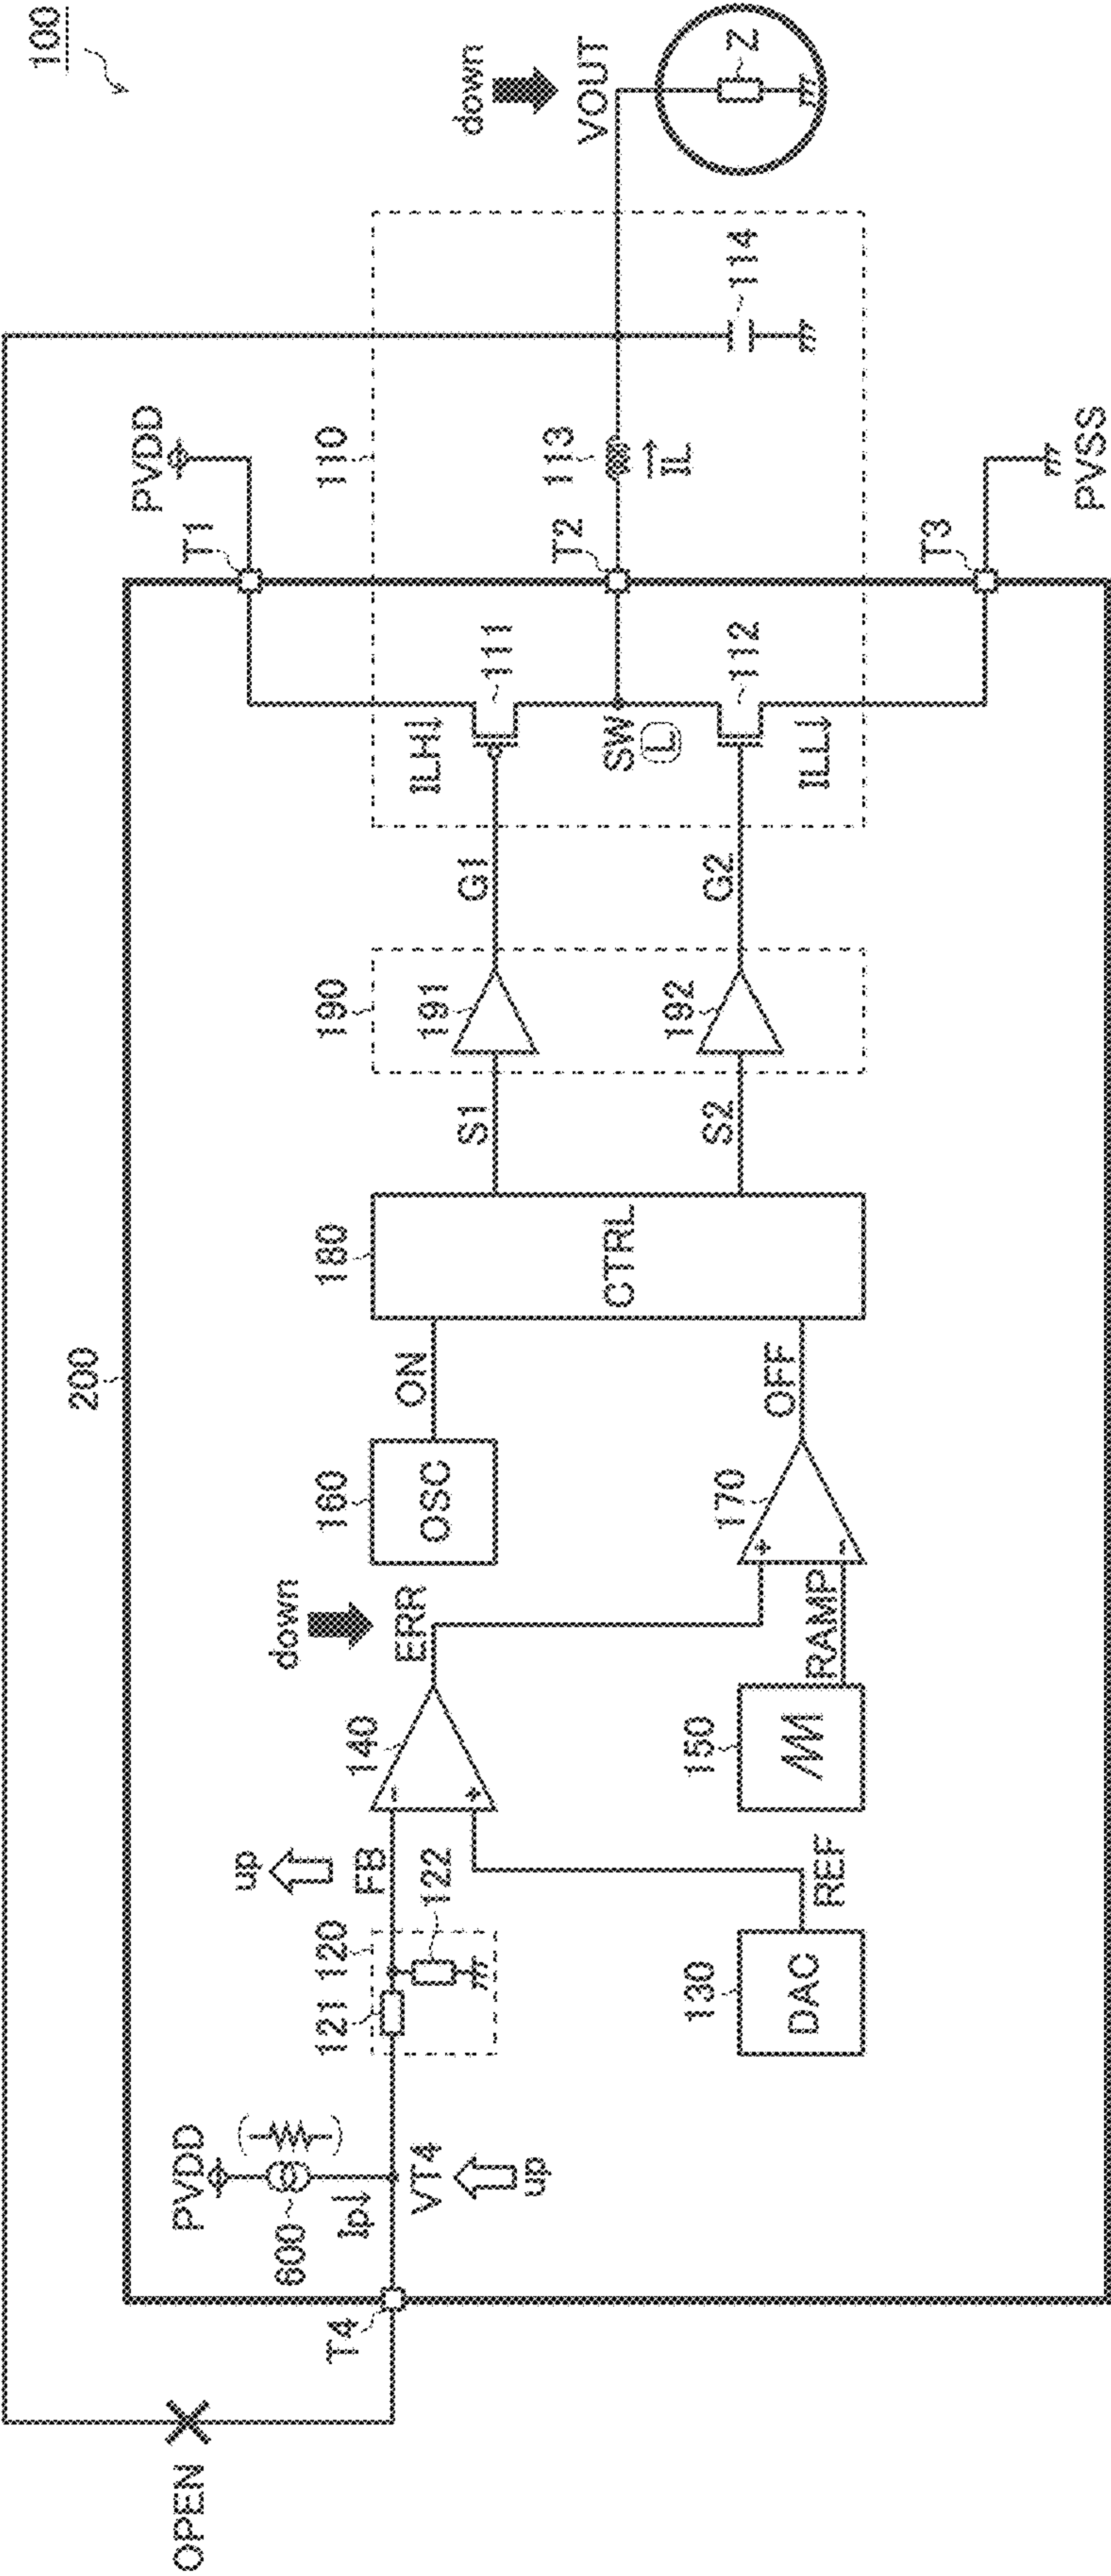 100
OPEN
T4
200
PVDD
600
Ip↓
VT4
up
up
FB
120
121
122
130
DAC
REF
140
down
ERR
150
RAMP
160
OSC
ON
170
OFF
180
CTRL
S1
S2
190
191
192
G1
G2
110
ILH↓
111
SW
L
112
ILL↓
PVDD
T1
T2
T3
PVSS
113
IL
114
down
VOUT
Z